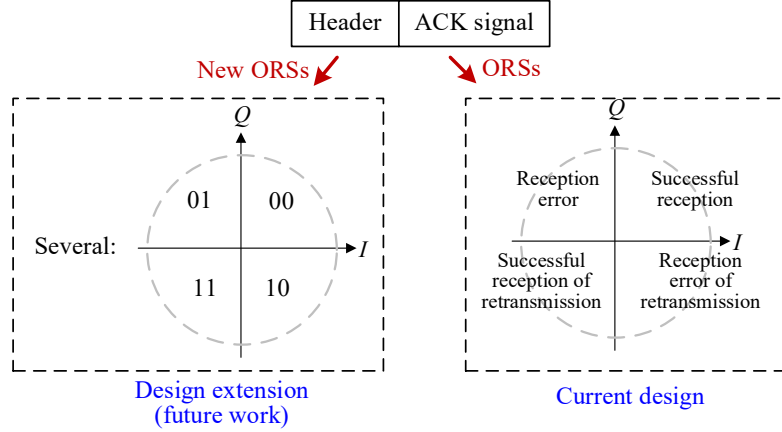 Header ACK signal
New ORSs
ORSs
Q
01 00
Several:
I
11 10
Design extension
(future work)
Q
Reception
error
Successful
reception
I
Successful
reception of
retransmission
Reception
error of
retransmission
Current design